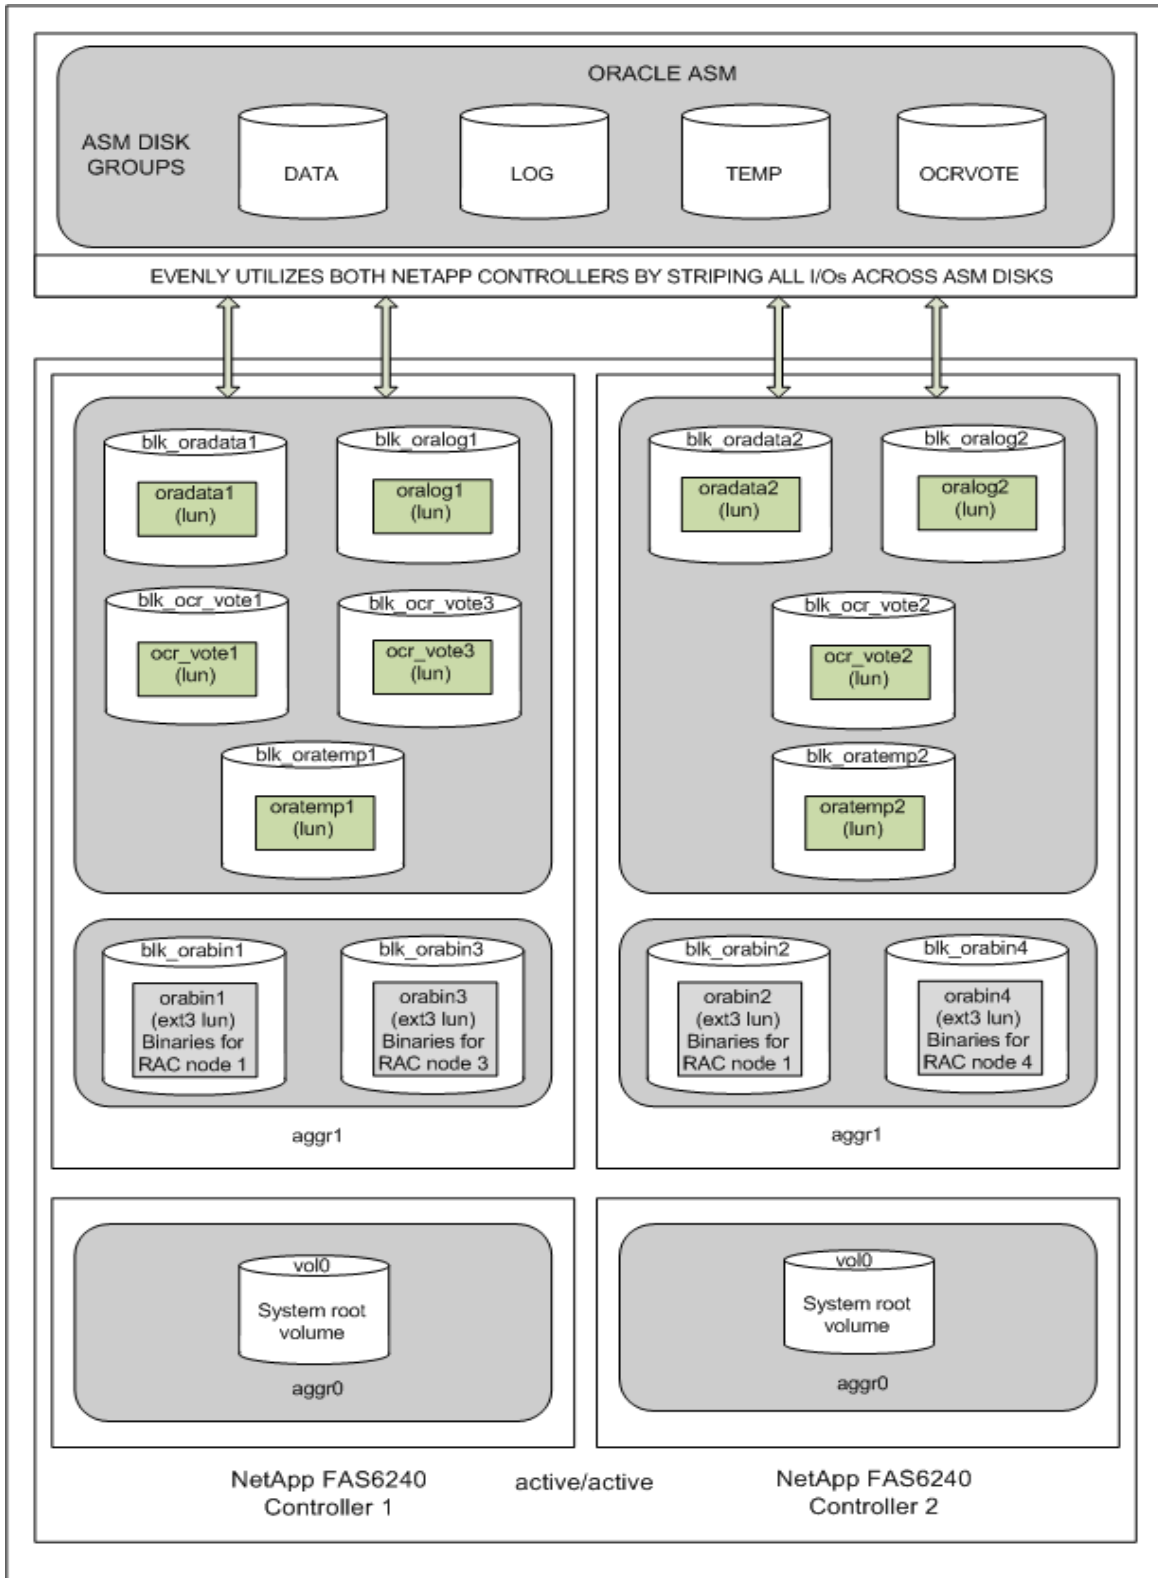 ORACLE ASM
ASM DISK
GROUPS
DATA
LOG
TEMP
OCRVOTE
EVENLY UTILIZES BOTH NETAPP CONTROLLERS BY STRIPING ALL I/Os ACROSS ASM DISKS
blk_oradata1
oradata1
(lun)
blk_oralog1
oralog1
(lun)
blk_ocr_vote1
ocr_vote1
(lun)
blk_ocr_vote3
ocr_vote3
(lun)
blk_oratemp1
oratemp1
(lun)
blk_orabin1
orabin1
(ext3 lun)
Binaries for
RAC node 1
blk_orabin3
orabin3
(ext3 lun)
Binaries for
RAC node 3
aggr1
blk_oradata2
oradata2
(lun)
blk_oralog2
oralog2
(lun)
blk_ocr_vote2
ocr_vote2
(lun)
blk_oratemp2
oratemp2
(lun)
blk_orabin2
orabin2
(ext3 lun)
Binaries for
RAC node 1
blk_orabin4
orabin4
(ext3 lun)
Binaries for
RAC node 4
aggr1
vol0
System root
volume
aggr0
vol0
System root
volume
aggr0
NetApp FAS6240
Controller 1
active/active
NetApp FAS6240
Controller 2